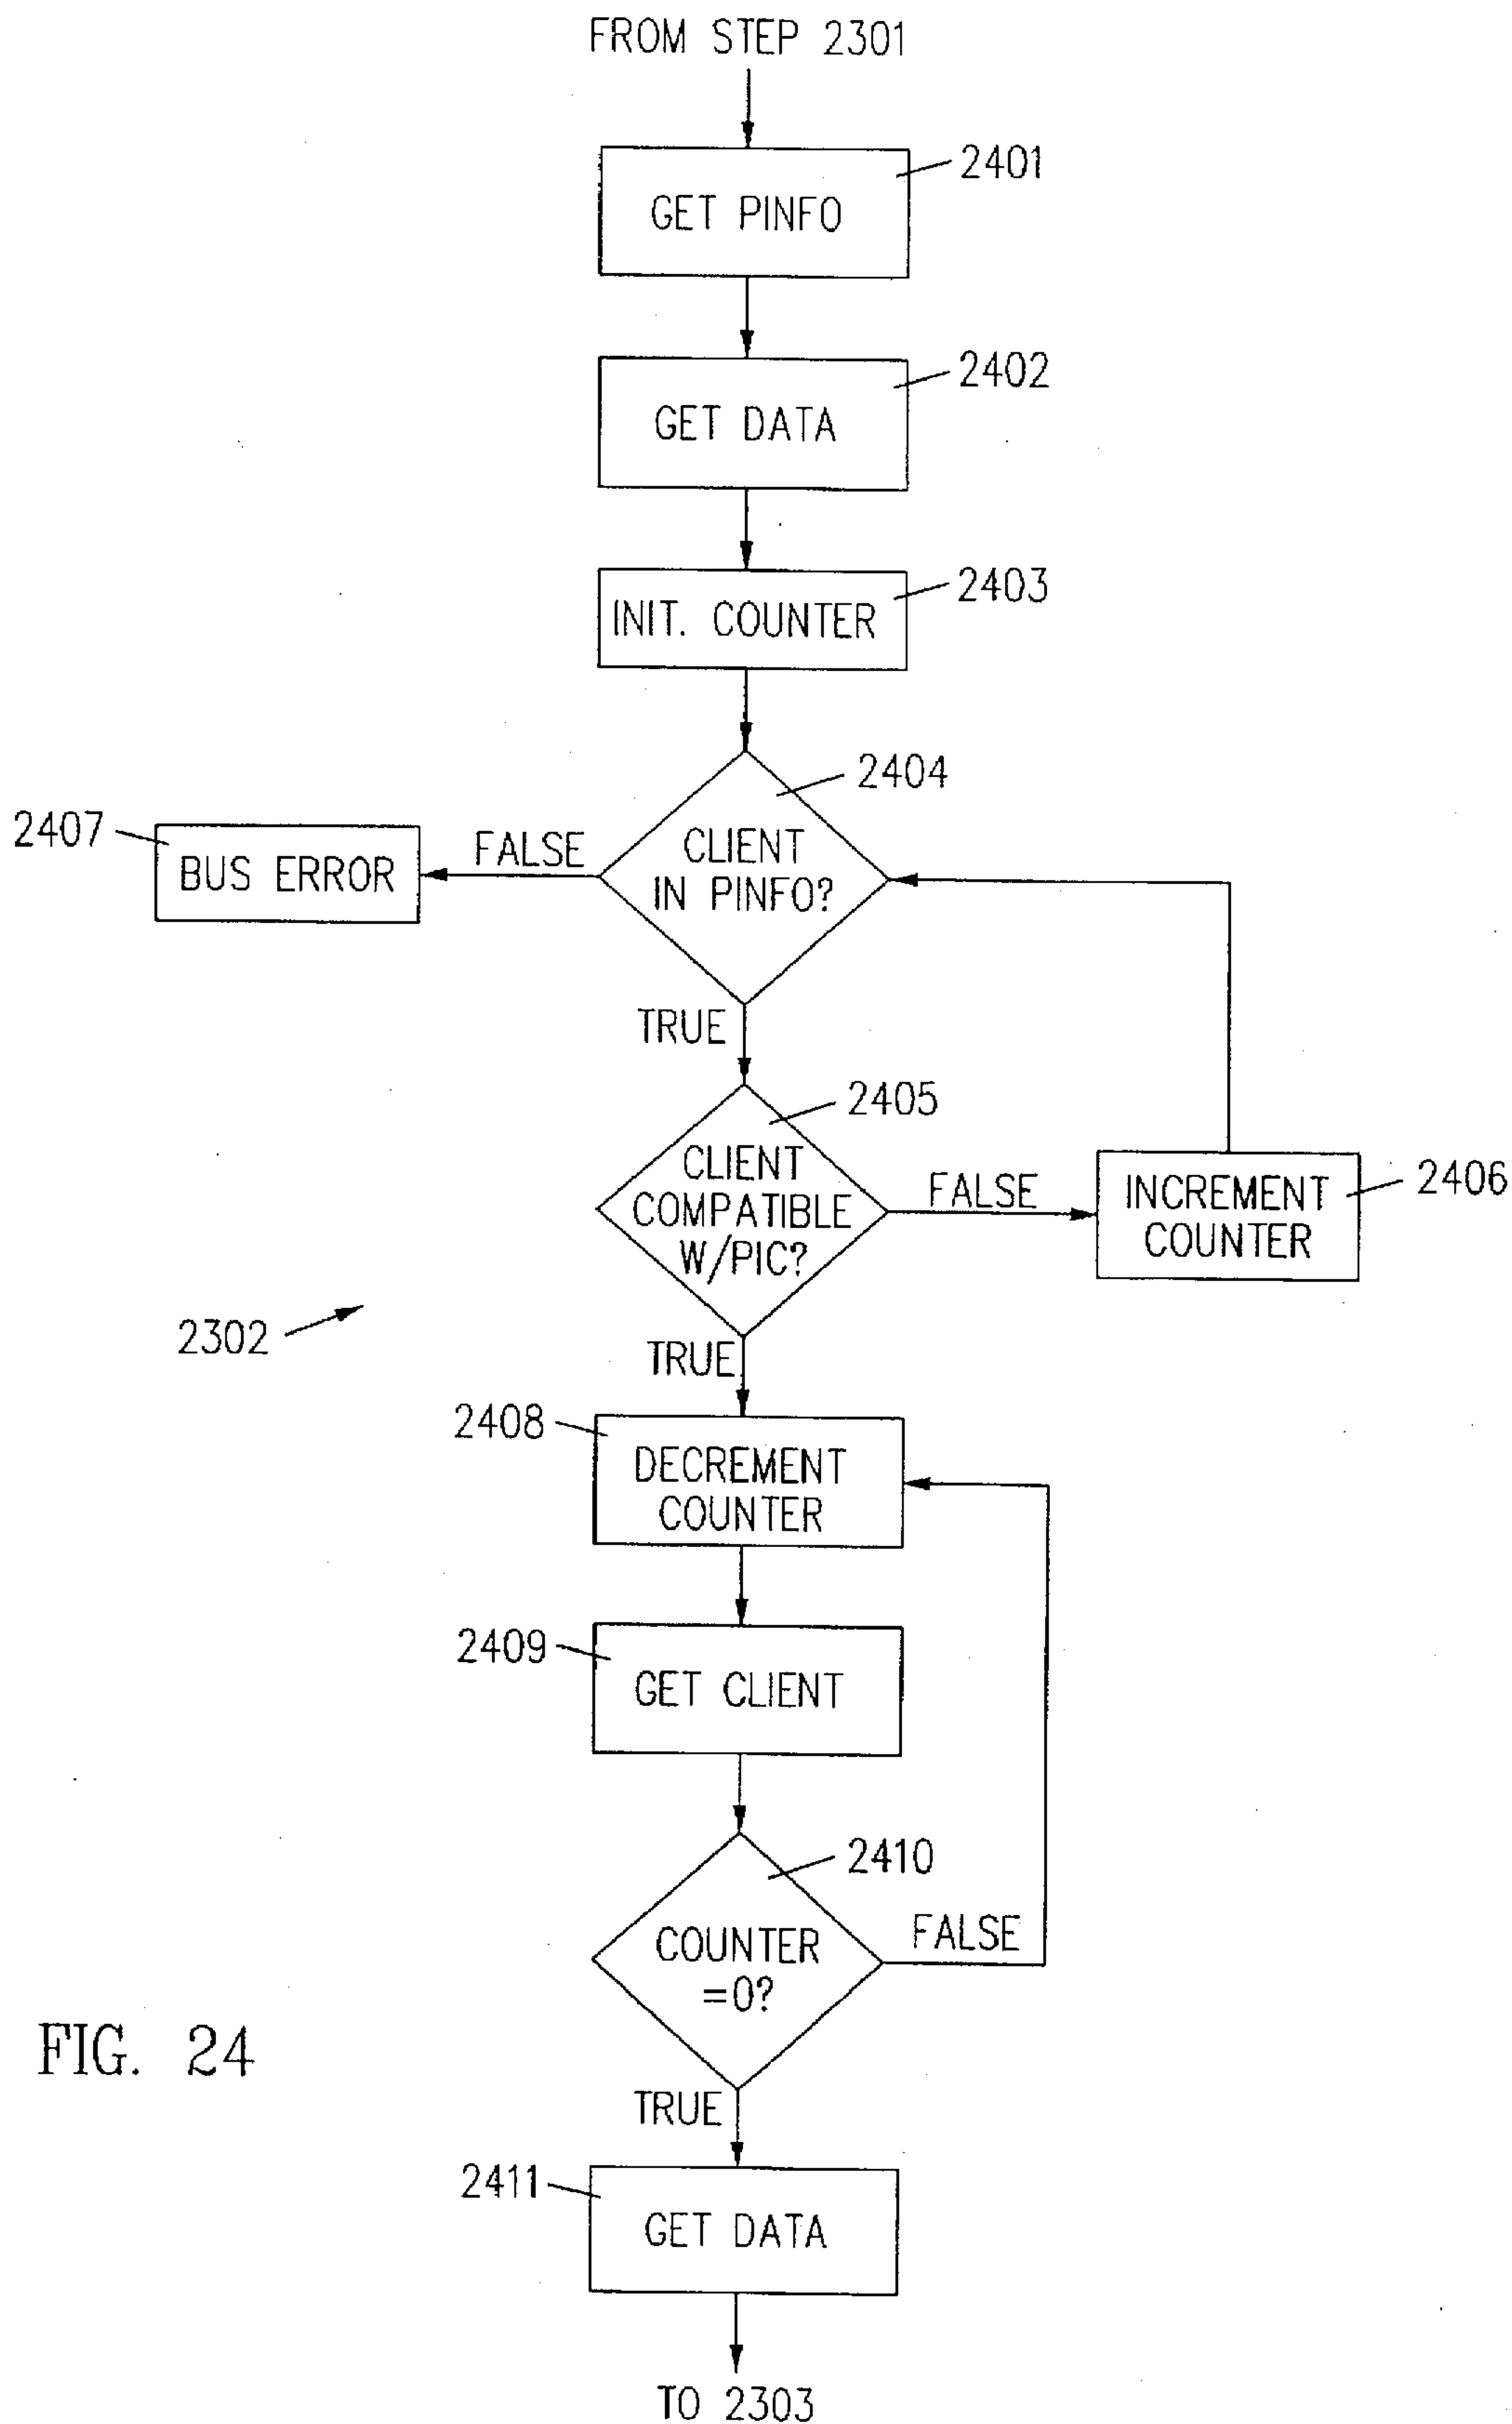 FROM STEP 2301
2401
GET PINFO
2402
GET DATA
2403
INIT. COUNTER
2404
CLIENT
IN PINFO?
FALSE
2407
BUS ERROR
TRUE
2405
CLIENT
COMPATIBLE
W/PIC?
FALSE
2406
INCREMENT
COUNTER
2302
TRUE
2408
DECREMENT
COUNTER
2409
GET CLIENT
2410
COUNTER
=0?
FALSE
FIG. 24
TRUE
2411
GET DATA
TO 2303